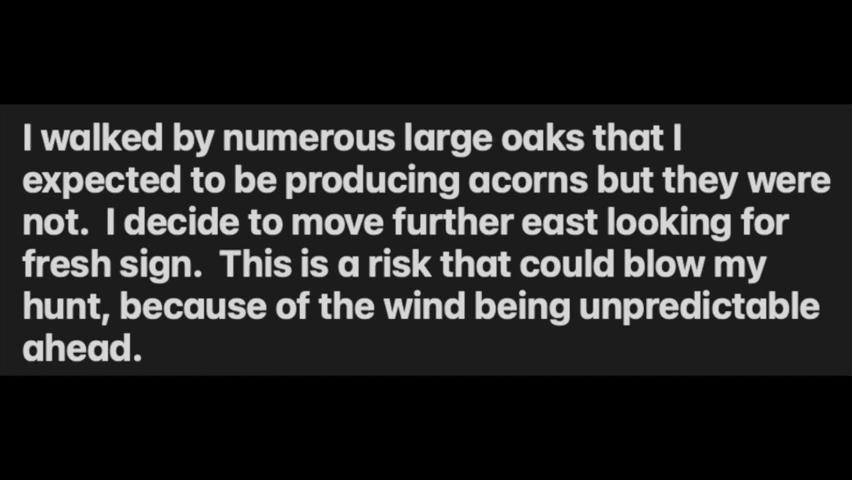 I walked by numerous large oaks that I
expected to be producing acorns but they were
not.  I decide to move further east looking for
fresh sign.  This is a risk that could blow my
hunt, because of the wind being unpredictable
ahead.